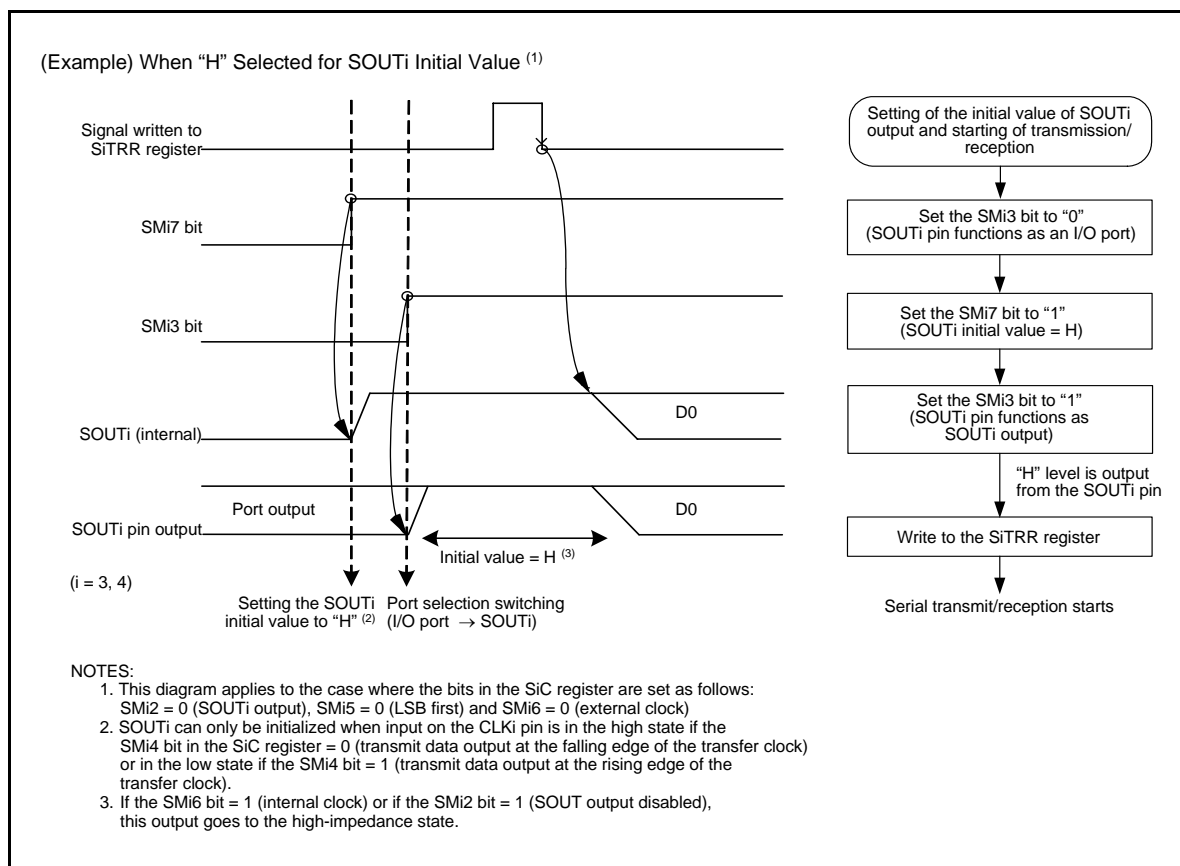 (Example) When “H” Selected for SOUTi Initial Value (1)
Signal written to
SiTRR register
SMi7 bit
SMi3 bit
SOUTi (internal)
D0
Port output
SOUTi pin output
D0
Initial value = H (3)
(i = 3, 4)
Setting the SOUTi
initial value to “H” (2)
Port selection switching
(I/O port → SOUTi)
Setting of the initial value of SOUTi
output and starting of transmission/
reception
Set the SMi3 bit to “0”
(SOUTi pin functions as an I/O port)
Set the SMi7 bit to “1”
(SOUTi initial value = H)
Set the SMi3 bit to “1”
(SOUTi pin functions as
SOUTi output)
“H” level is output
from the SOUTi pin
Write to the SiTRR register
Serial transmit/reception starts
NOTES:
1. This diagram applies to the case where the bits in the SiC register are set as follows:
SMi2 = 0 (SOUTi output), SMi5 = 0 (LSB first) and SMi6 = 0 (external clock)
2. SOUTi can only be initialized when input on the CLKi pin is in the high state if the
SMi4 bit in the SiC register = 0 (transmit data output at the falling edge of the transfer clock)
or in the low state if the SMi4 bit = 1 (transmit data output at the rising edge of the
transfer clock).
3. If the SMi6 bit = 1 (internal clock) or if the SMi2 bit = 1 (SOUT output disabled),
this output goes to the high-impedance state.